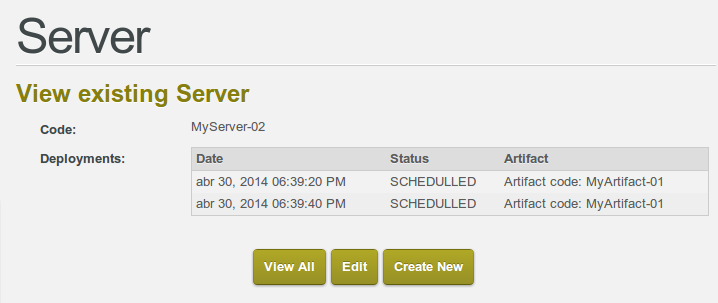 Server
View existing Server
Code: MyServer-02
Deployments: Date Status Artifact
abr 30, 2014 06:39:20 PM SCHEDULLED Artifact code: MyArtifact-01
abr 30, 2014 06:39:40 PM SCHEDULLED Artifact code: MyArtifact-01
View All Edit Create New